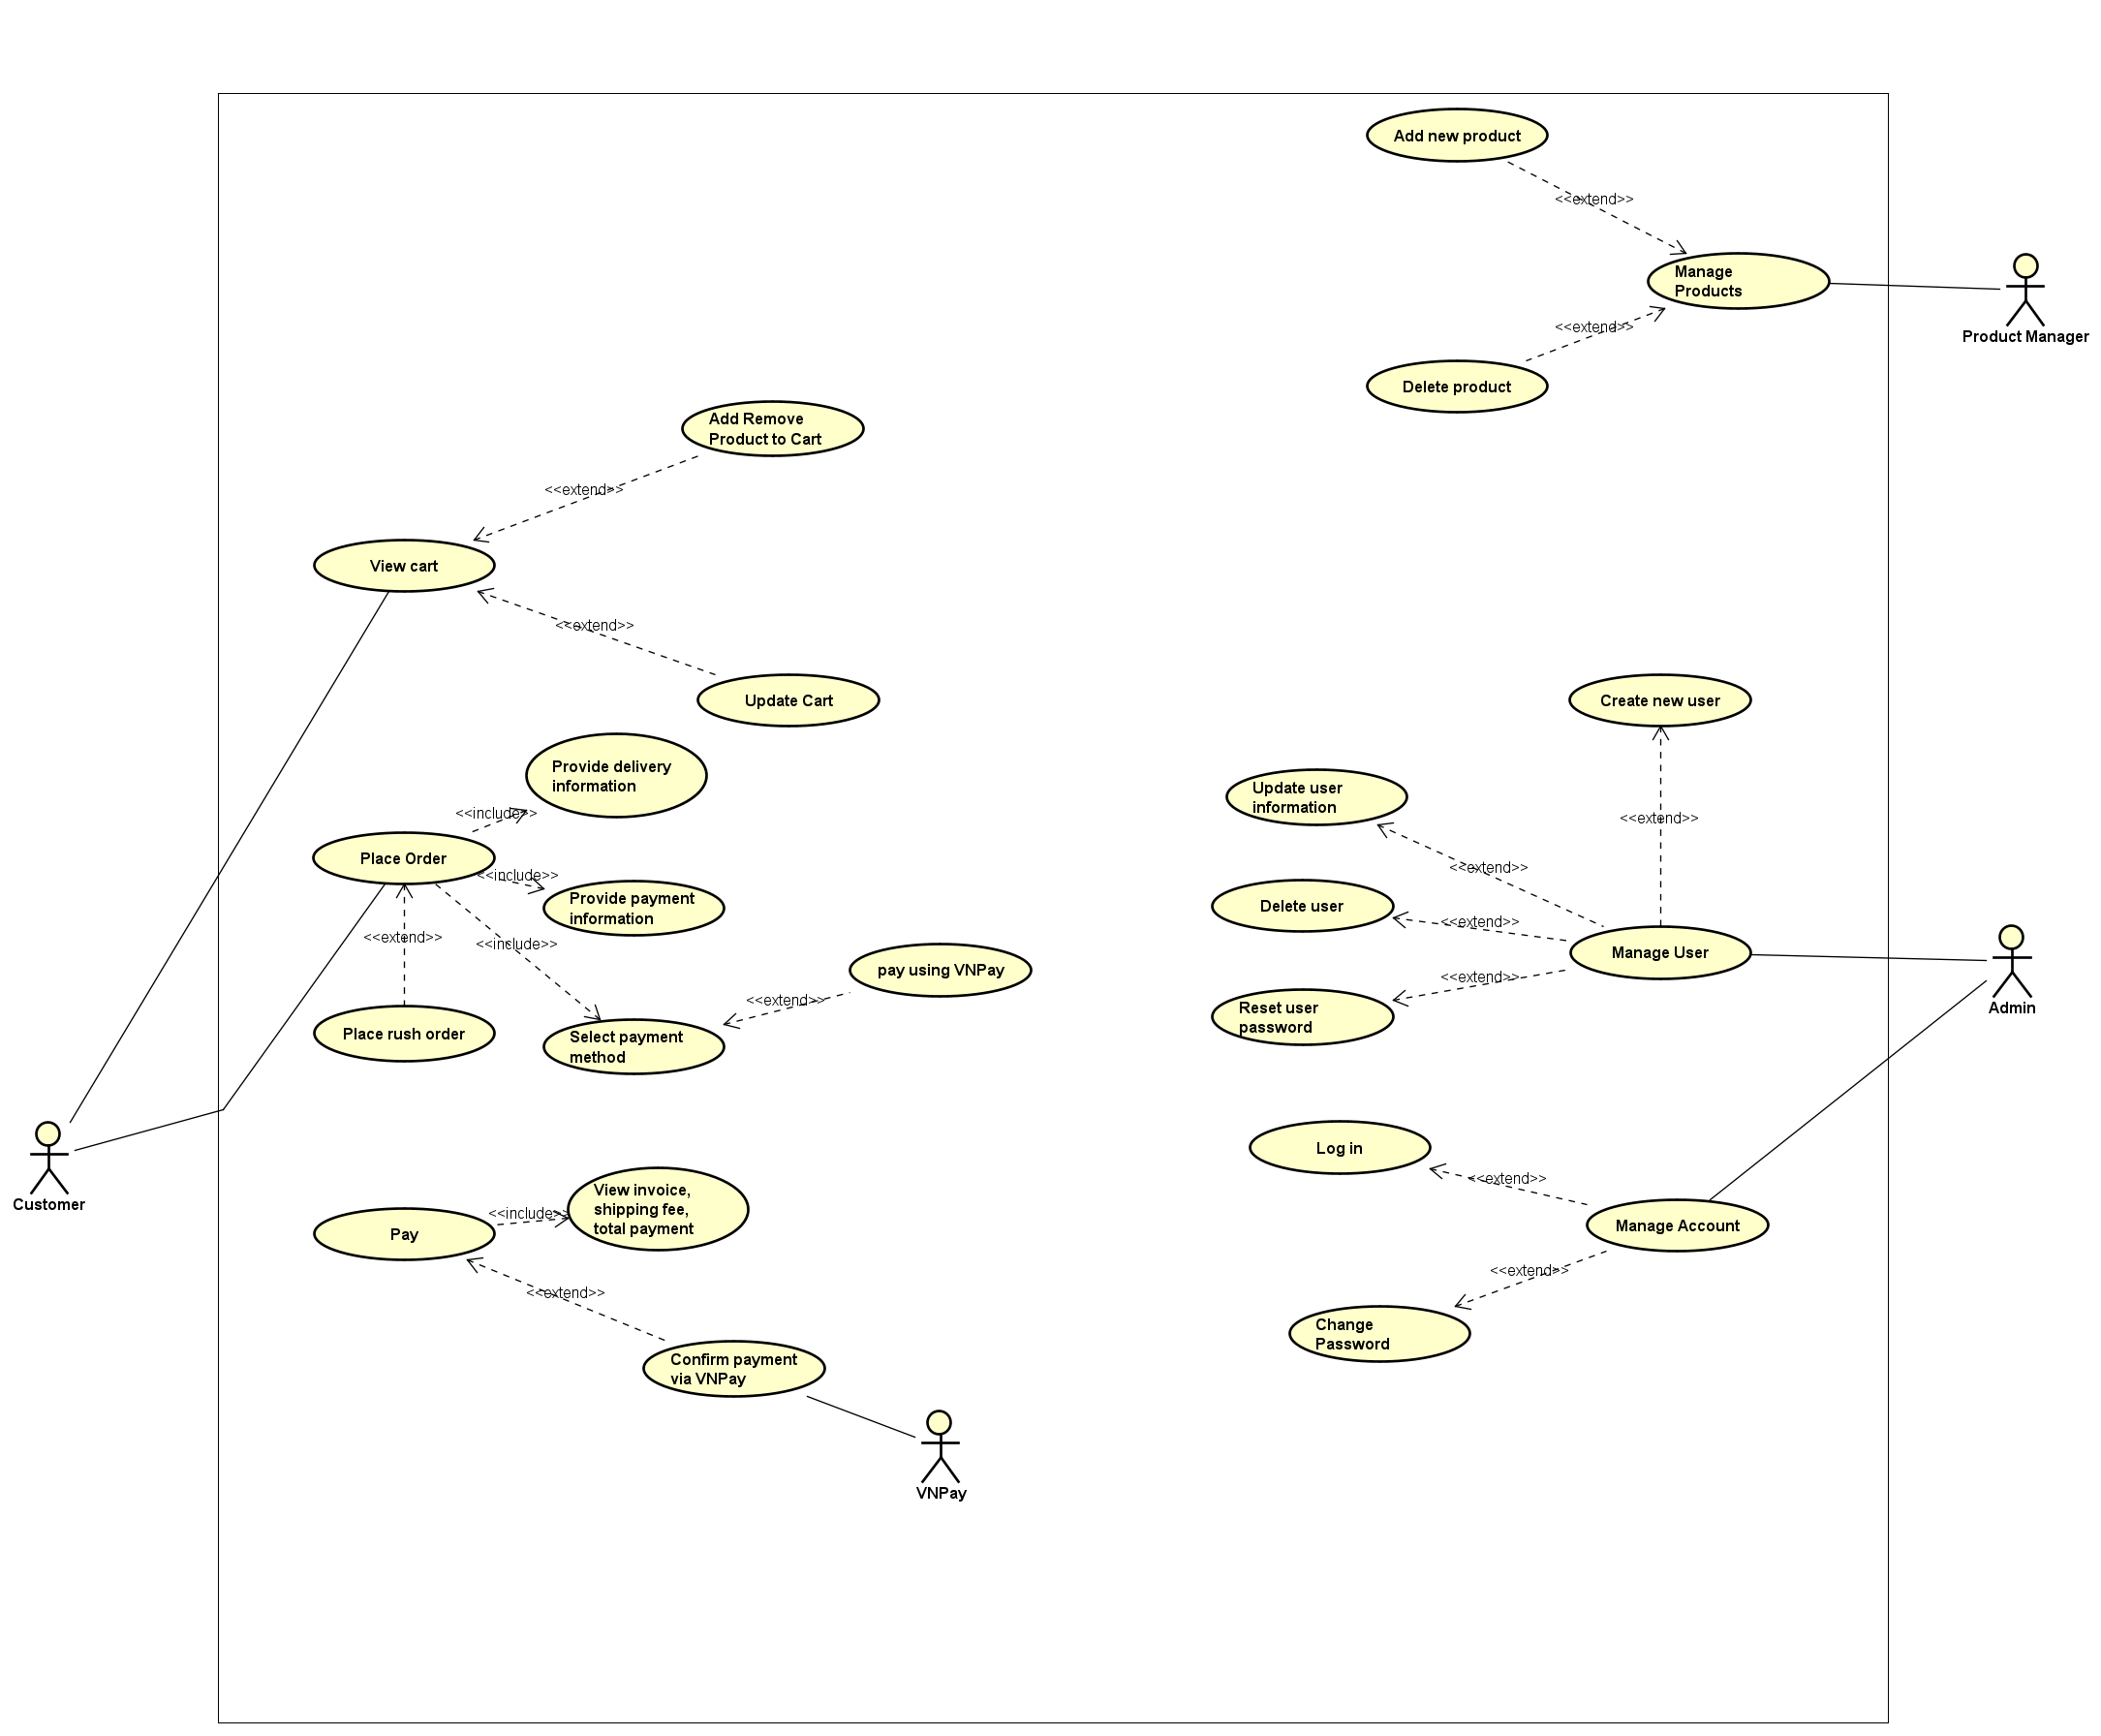 Add new product
<<extend>>
Manage
Products
Product Manager
<<extend>>
Delete product
Add Remove
Product to Cart
<<extend>>
View cart
<<extend>>
Update Cart
Provide delivery
information
<<include>>
Place Order
<<include>>
Provide payment
information
<<extend>>
<<include>>
pay using VNPay
<<extend>>
Place rush order
Select payment
method
Create new user
Update user
information
<<extend>>
<<extend>>
Delete user
<<extend>>
Manage User
<<extend>>
Reset user
password
Admin
Customer
View invoice,
shipping fee,
total payment
<<include>>
Pay
<<extend>>
Confirm payment
via VNPay
VNPay
Log in
<<extend>>
Manage Account
<<extend>>
Change
Password